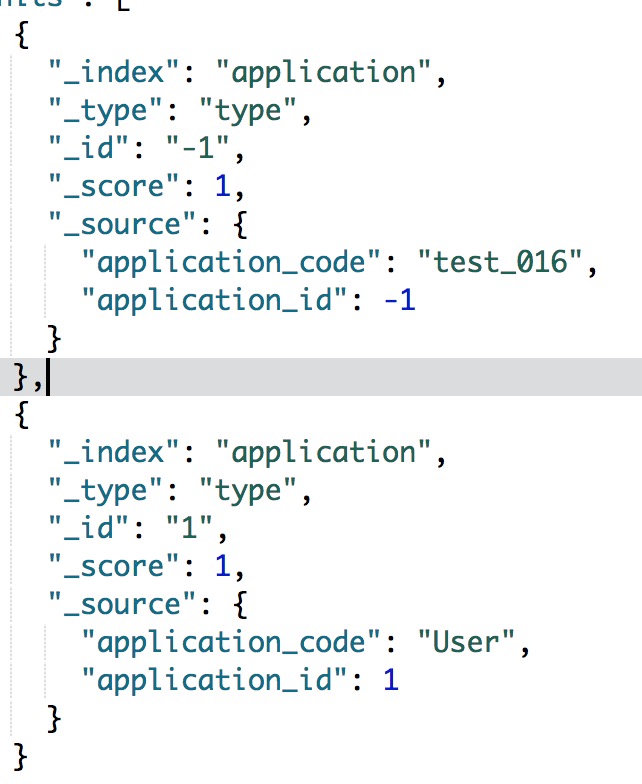 {
"_index": "application",
"_type": "type",
"_id": "-1",
"_score": 1,
"_source": {
"application_code": "test_016",
"application_id": -1
}
},
{
"_index": "application",
"_type": "type",
"_id": "1",
"_score": 1,
"_source": {
"application_code": "User",
"application_id": 1
}
}